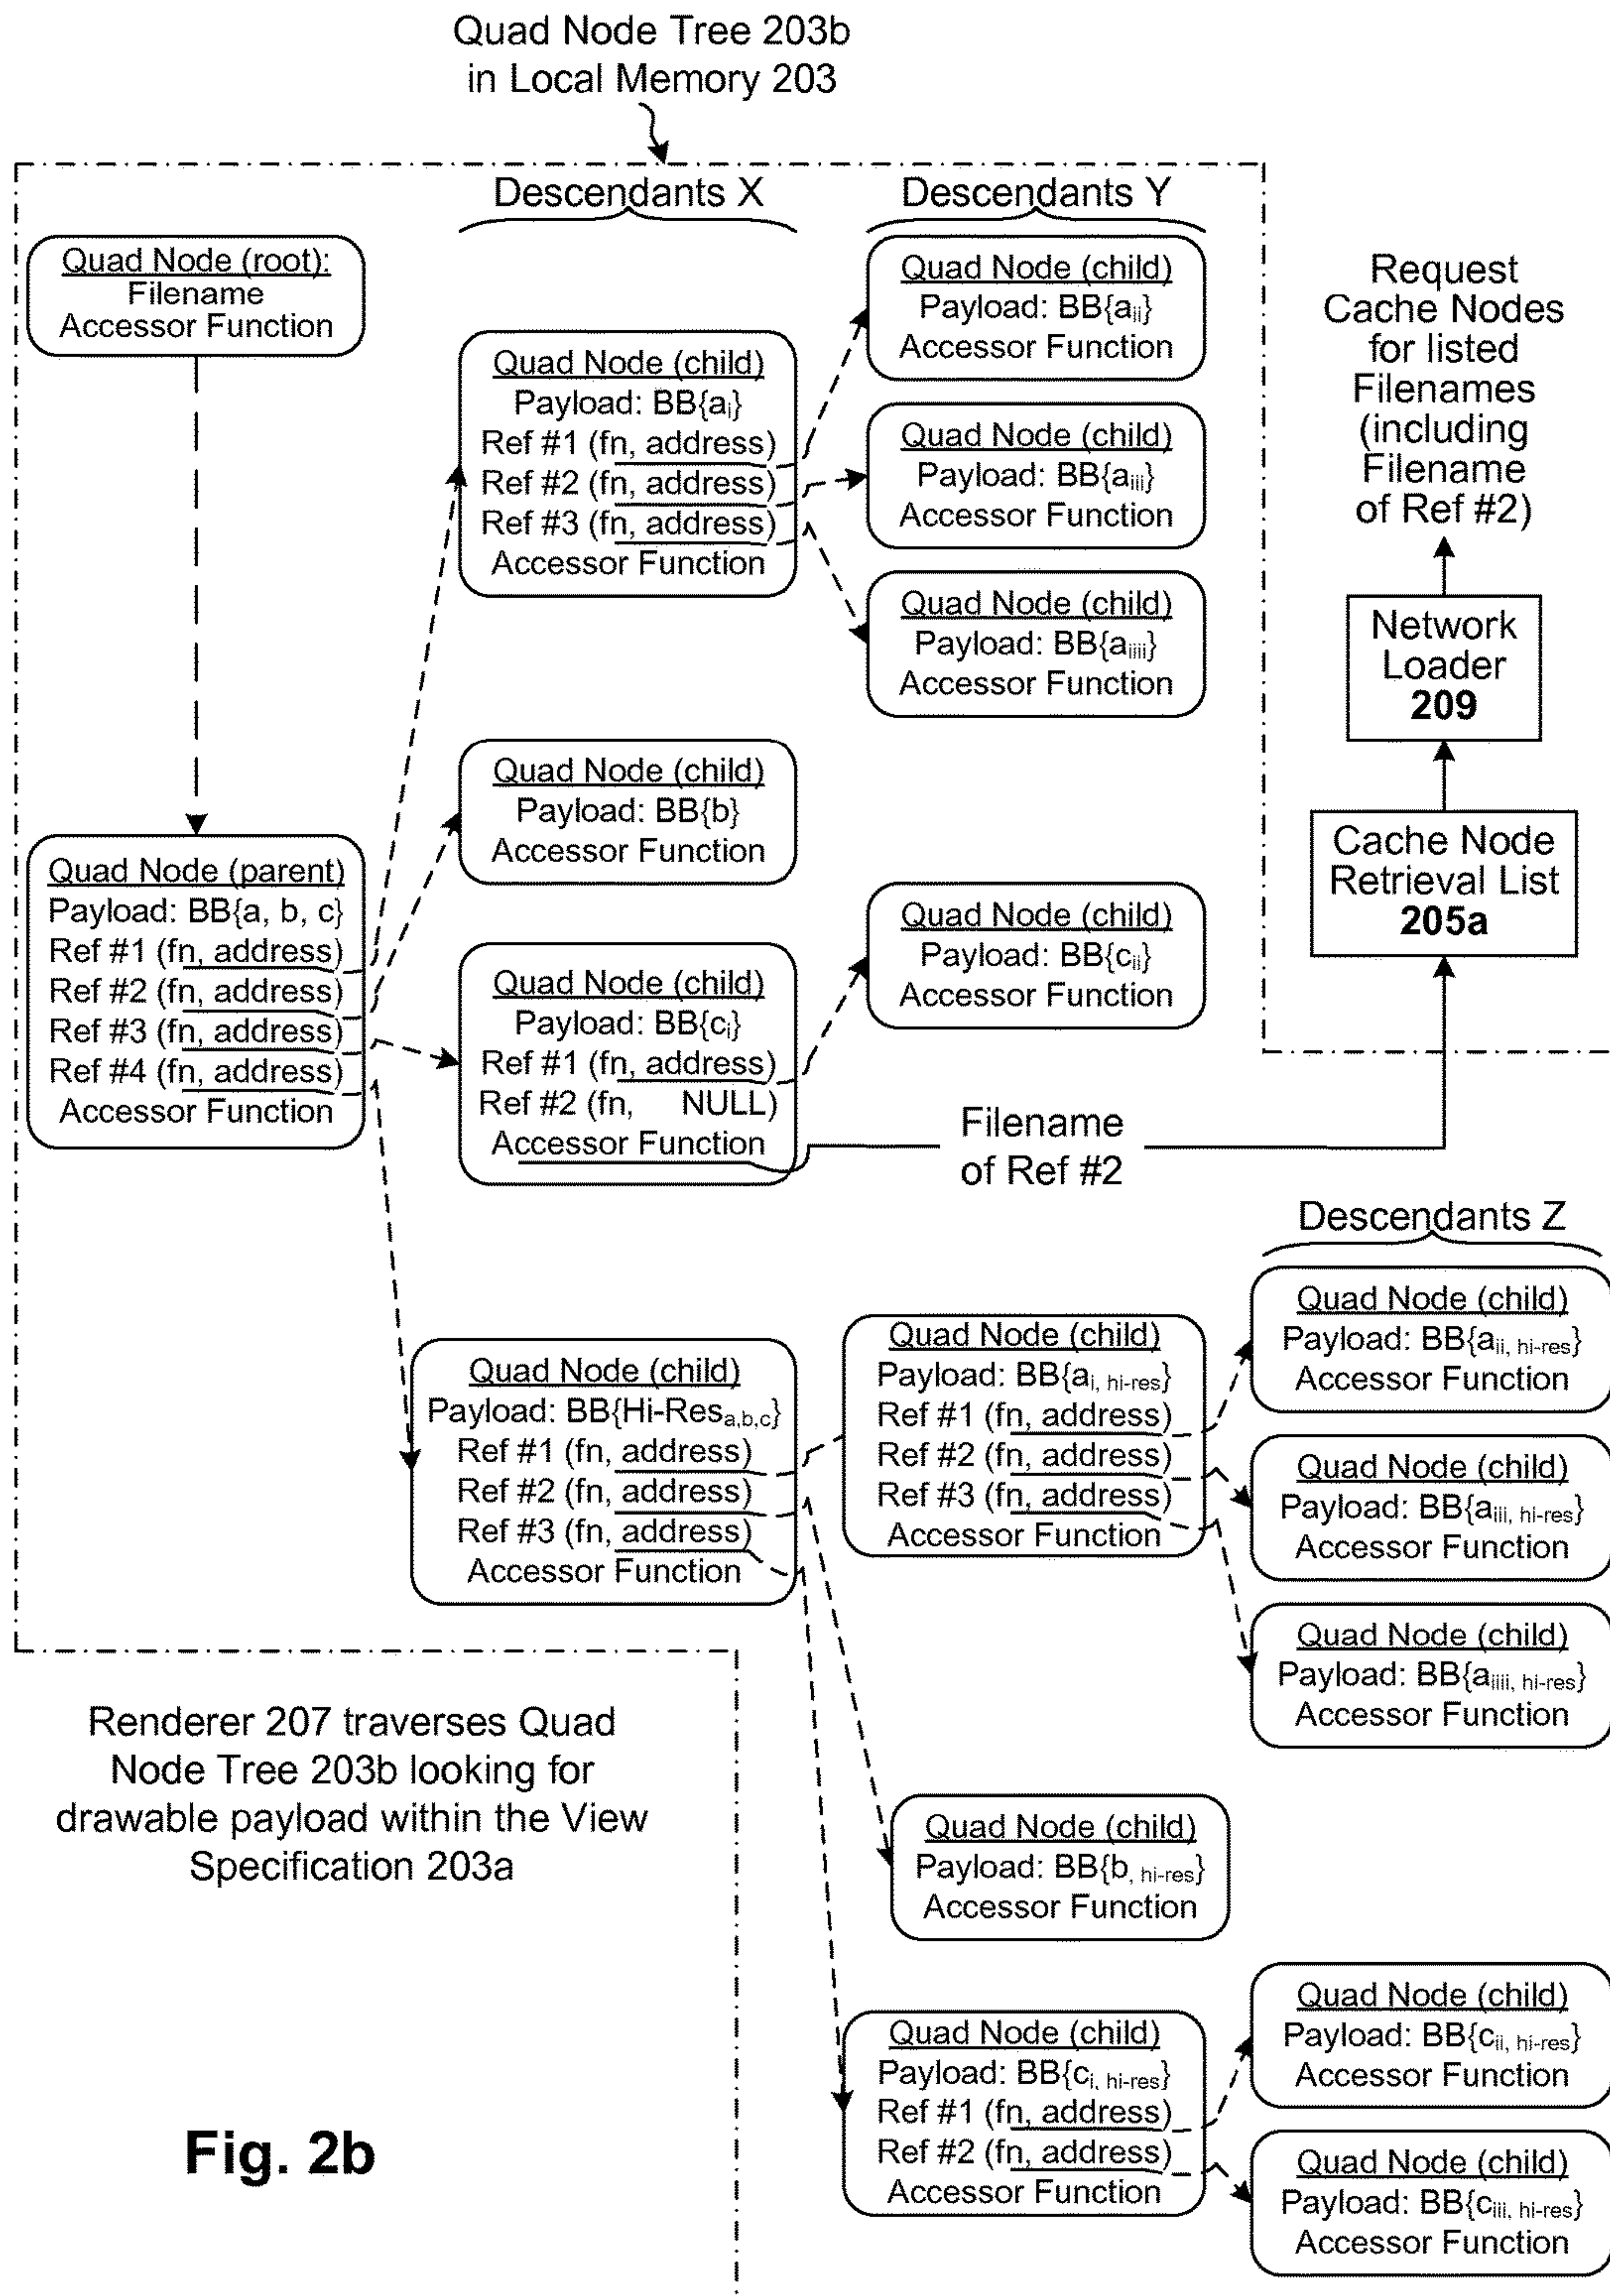 Quad Node Tree 203b
in Local Memory 203
Descendants X
Descendants Y
Quad Node (root):
Filename
Accessor Function
Quad Node (parent)
Payload: BB{a, b, c}
Ref #1 (fn, address)
Ref #2 (fn, address)
Ref #3 (fn, address)
Ref #4 (fn, address)
Accessor Function
Quad Node (child)
Payload: BB{ai}
Ref #1 (fn, address)
Ref #2 (fn, address)
Ref #3 (fn, address)
Accessor Function
Quad Node (child)
Payload: BB{b}
Accessor Function
Quad Node (child)
Payload: BB{ci}
Ref #1 (fn, address)
Ref #2 (fn, NULL)
Accessor Function
Quad Node (child)
Payload: BB{aii}
Accessor Function
Quad Node (child)
Payload: BB{aiii}
Accessor Function
Quad Node (child)
Payload: BB{aiiii}
Accessor Function
Quad Node (child)
Payload: BB{cii}
Accessor Function
Request
Cache Nodes
for listed
Filenames
(including
Filename
of Ref #2)
Network
Loader
209
Cache Node
Retrieval List
205a
Filename
of Ref #2
Descendants Z
Quad Node (child)
Payload: BB{Hi-Resa,b,c}
Ref #1 (fn, address)
Ref #2 (fn, address)
Ref #3 (fn, address)
Accessor Function
Quad Node (child)
Payload: BB{ai, hi-res}
Ref #1 (fn, address)
Ref #2 (fn, address)
Ref #3 (fn, address)
Accessor Function
Quad Node (child)
Payload: BB{aii, hi-res}
Accessor Function
Quad Node (child)
Payload: BB{aiii, hi-res}
Accessor Function
Quad Node (child)
Payload: BB{aiiii, hi-res}
Accessor Function
Renderer 207 traverses Quad
Node Tree 203b looking for
drawable payload within the View
Specification 203a
Quad Node (child)
Payload: BB{b, hi-res}
Accessor Function
Quad Node (child)
Payload: BB{ci, hi-res}
Ref #1 (fn, address)
Ref #2 (fn, address)
Accessor Function
Quad Node (child)
Payload: BB{cii, hi-res}
Accessor Function
Quad Node (child)
Payload: BB{ciii, hi-res}
Accessor Function
Fig. 2b